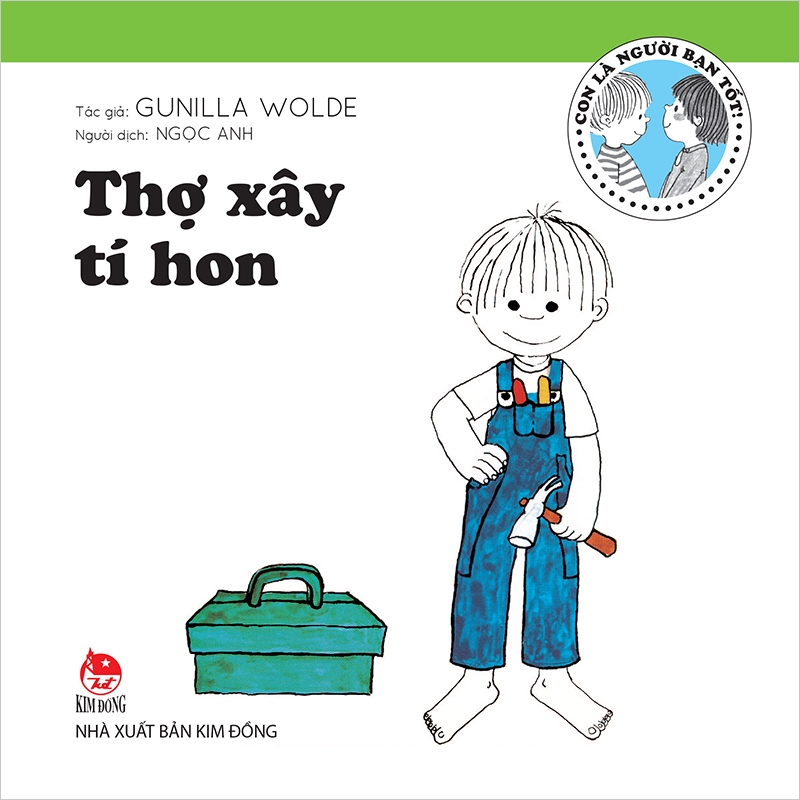 CON LÀ NGƯỜI BẠN TỐT!
Tác giả: GUNILLA WOLDE
Người dịch: NGỌC ANH
Thợ xây
tí hon
KIM ĐỒNG
NHÀ XUẤT BẢN KIM ĐỒNG